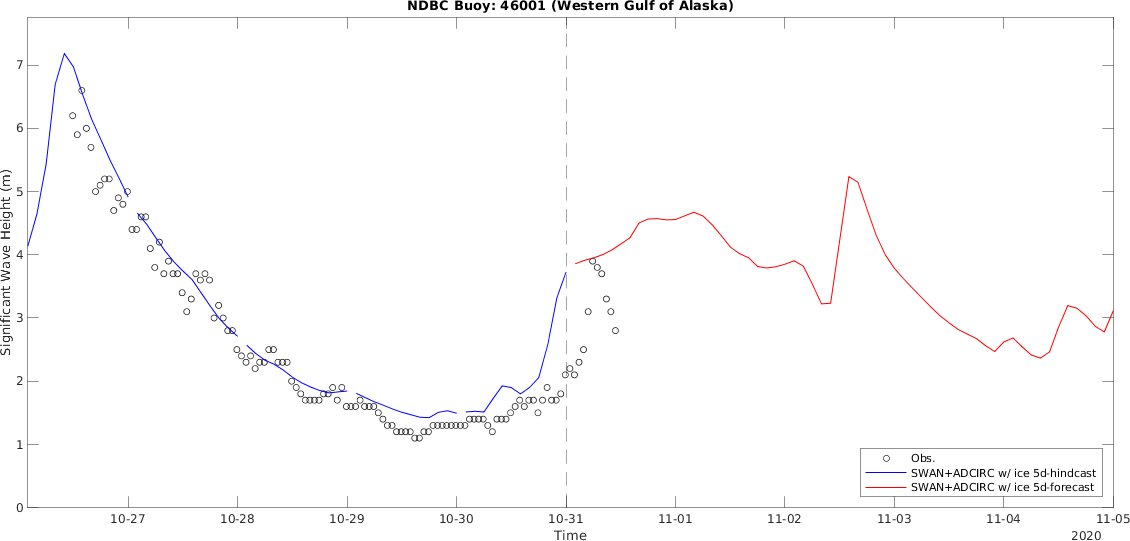 NDBC Buoy: 46001 (Western Gulf of Alaska)
7
6
5
4
3
2
1
0
Significant Wave Height (m)
10-27 10-28 10-29 10-30 10-31 11-01 11-02 11-03 11-04 11-05
Time
2020
Obs.
SWAN+ADCIRC w/ ice 5d-hindcast
SWAN+ADCIRC w/ ice 5d-forecast